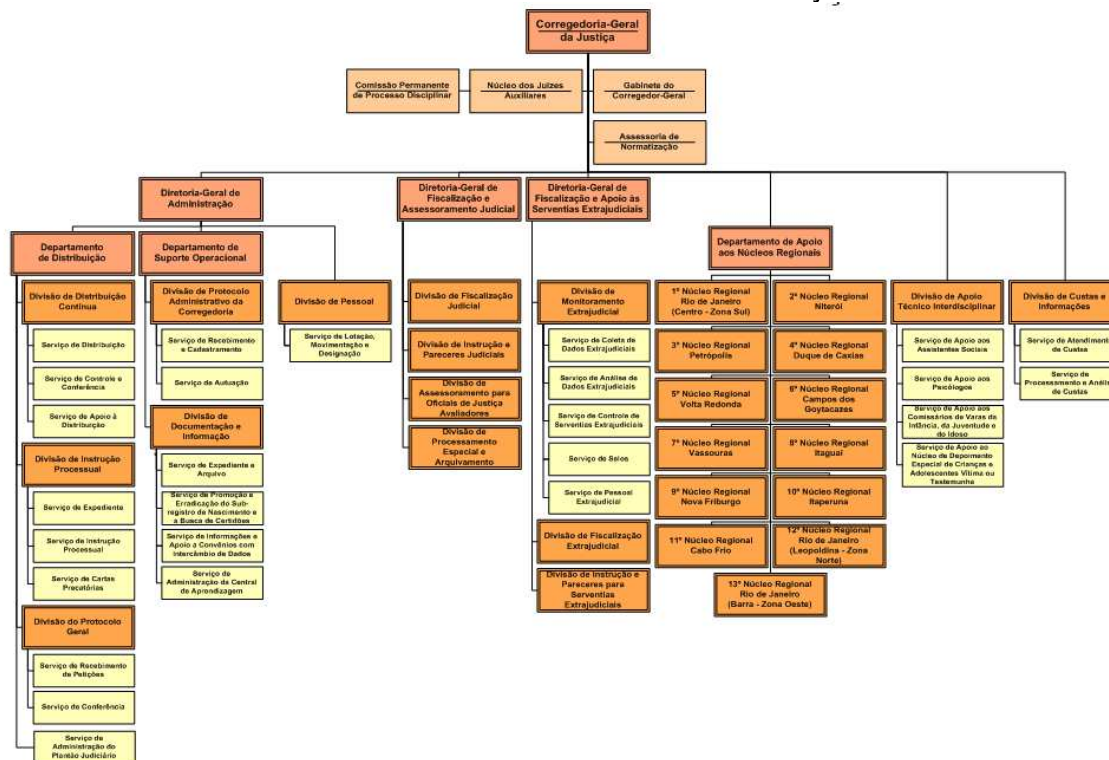 Corregedoria-Geral
da Justiça
Comissão Permanente
de Processo Disciplinar
Núcleo dos Juízes
Auxiliares
Gabinete do
Corregedor-Geral
Assessoria de
Normatização
Diretoria-Geral de
Administração
Diretoria-Geral de
Fiscalização e
Assessoramento Judicial
Diretoria-Geral de
Fiscalização e Apoio às
Serventias Extrajudiciais
Departamento
de Distribuição
Departamento de
Suporte Operacional
Departamento de Apoio
aos Núcleos Regionais
Divisão de Distribuição
Contínua
Serviço de Distribuição
Serviço de Controle e
Conferência
Serviço de Apoio à
Distribuição
Divisão de Instrução
Processual
Serviço de Expediente
Serviço de Instrução
Processual
Serviço de Cartas
Precatórias
Divisão do Protocolo
Geral
Serviço de Recebimento
de Petições
Serviço de Conferência
Serviço de
Administração do
Plantão Judiciário
Divisão de Protocolo
Administrativo da
Corregedoria
Serviço de Recebimento
e Cadastramento
Serviço de Autuação
Divisão de
Documentação e
Informação
Serviço de Expediente e
Arquivo
Serviço de Promoção a
Erradicação do Sub-
registro de Nascimento e
a Busca de Certidões
Serviço de Informações e
Apoio a Convênios com
Intercâmbio de Dados
Serviço de
Administração da Central
de Aprendizagem
Divisão de Pessoal
Serviço de Lotação,
Movimentação e
Designação
Divisão de Fiscalização
Judicial
Divisão de Instrução e
Pareceres Judiciais
Divisão de
Assessoramento para
Oficiais de Justiça
Avaliadores
Divisão de
Processamento
Especial e Arquivamento
Divisão de
Monitoramento
Extrajudicial
Serviço de Coleta de
Dados Extrajudiciais
Serviço de Análise de
Dados Extrajudiciais
Serviço de Controle de
Serventias Extrajudiciais
Serviço de Selos
Serviço de Pessoal
Extrajudicial
Divisão de Fiscalização
Extrajudicial
Divisão de Instrução e
Pareceres para
Serventias
Extrajudiciais
1º Núcleo Regional
Rio de Janeiro
(Centro - Zona Sul)
2º Núcleo Regional
Niterói
3º Núcleo Regional
Petrópolis
4º Núcleo Regional
Duque de Caxias
5º Núcleo Regional
Volta Redonda
6º Núcleo Regional
Campos dos
Goytacazes
7º Núcleo Regional
Vassouras
8º Núcleo Regional
Itaguaí
9º Núcleo Regional
Nova Friburgo
10º Núcleo Regional
Itaperuna
11º Núcleo Regional
Cabo Frio
12º Núcleo Regional
Rio de Janeiro
(Leopoldina - Zona
Norte)
13º Núcleo Regional
Rio de Janeiro
(Barra - Zona Oeste)
Divisão de Apoio
Técnico Interdisciplinar
Serviço de Apoio aos
Assistentes Sociais
Serviço de Apoio aos
Psicólogos
Serviço de Apoio aos
Comissários de Varas da
Infância, da Juventude e
do Idoso
Serviço de Apoio ao
Núcleo de Depoimento
Especial de Crianças e
Adolescentes Vítima ou
Testemunha
Divisão de Custas e
Informações
Serviço de Atendimento
de Custas
Serviço de
Processamento e Anális
de Custas